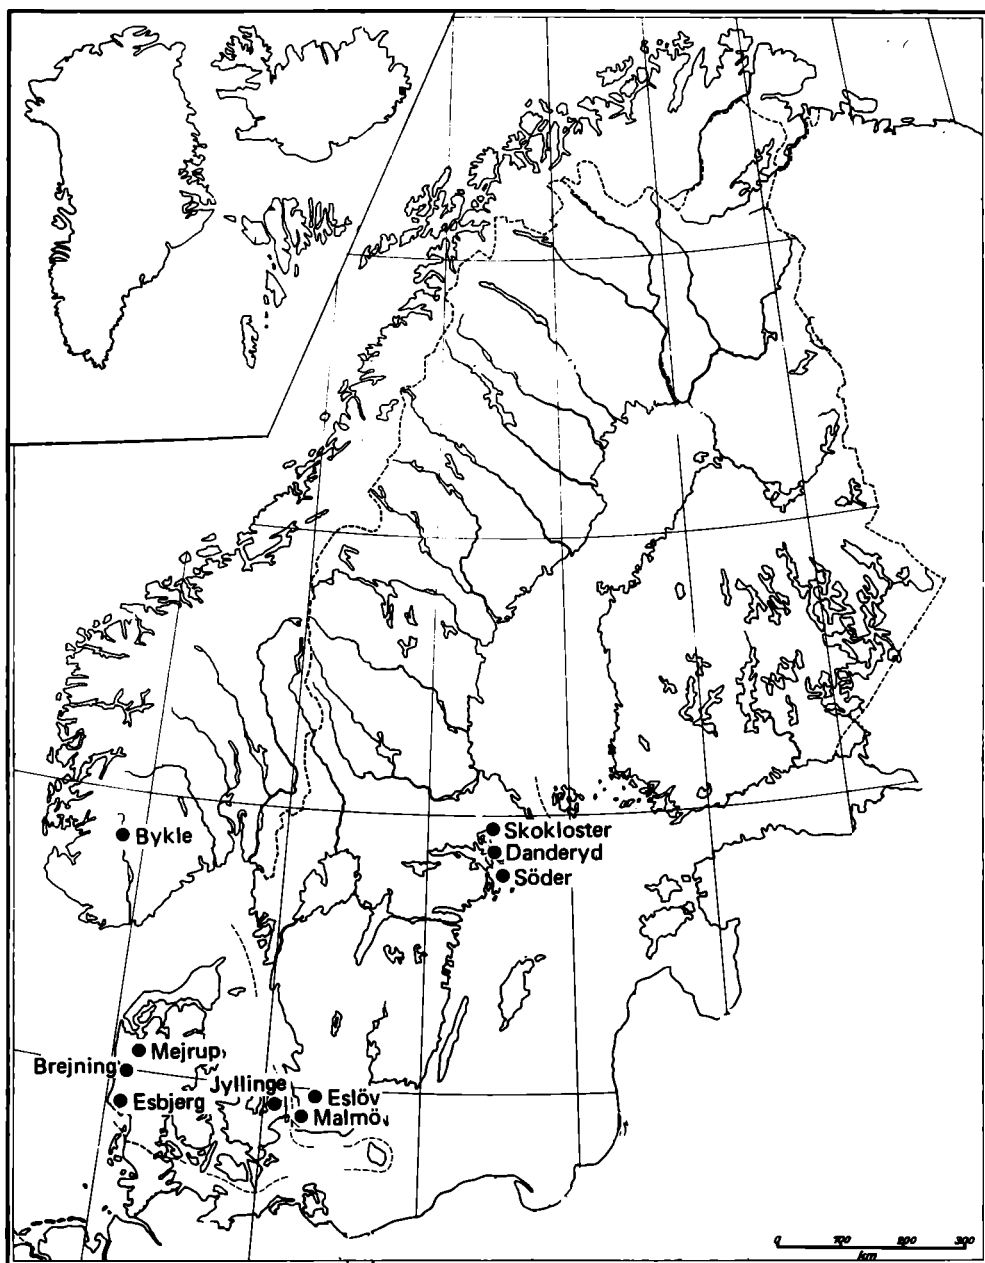 Bykle
Skokloster
Danderyd
Söder
Mejrup
Brejning
Esbjerg
Jyllinge
Eslöv
Malmö
0 100 200 300
km